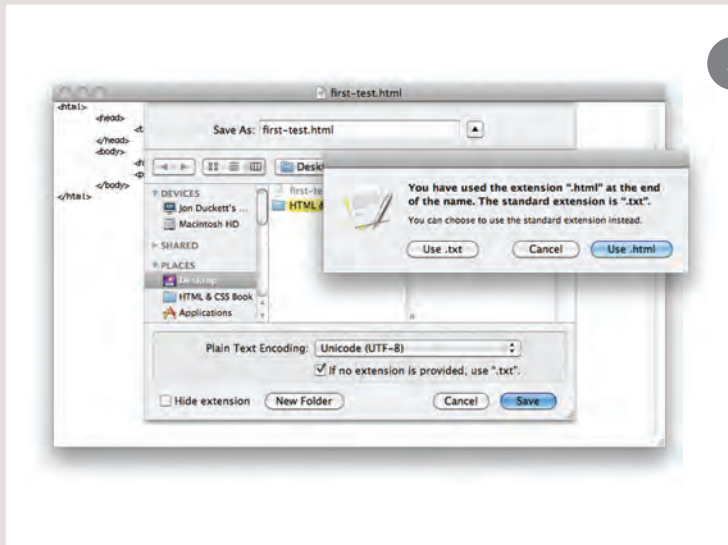 first-test.html
<html>
<head>
</head>
<body>
</body>
</html>
Save As: first-test.html
Desk
DEVICES
Jon Duckett's ...
Macintosh HD
SHARED
PLACES
Desktop
HTML & CSS Book
Applications
first-te
HTML &
You have used the extension ".html" at the end
of the name. The standard extension is ".txt".
You can choose to use the standard extension instead.
Use .txt Cancel Use .html
Plain Text Encoding: Unicode (UTF-8)
If no extension is provided, use ".txt".
Hide extension New Folder Cancel Save